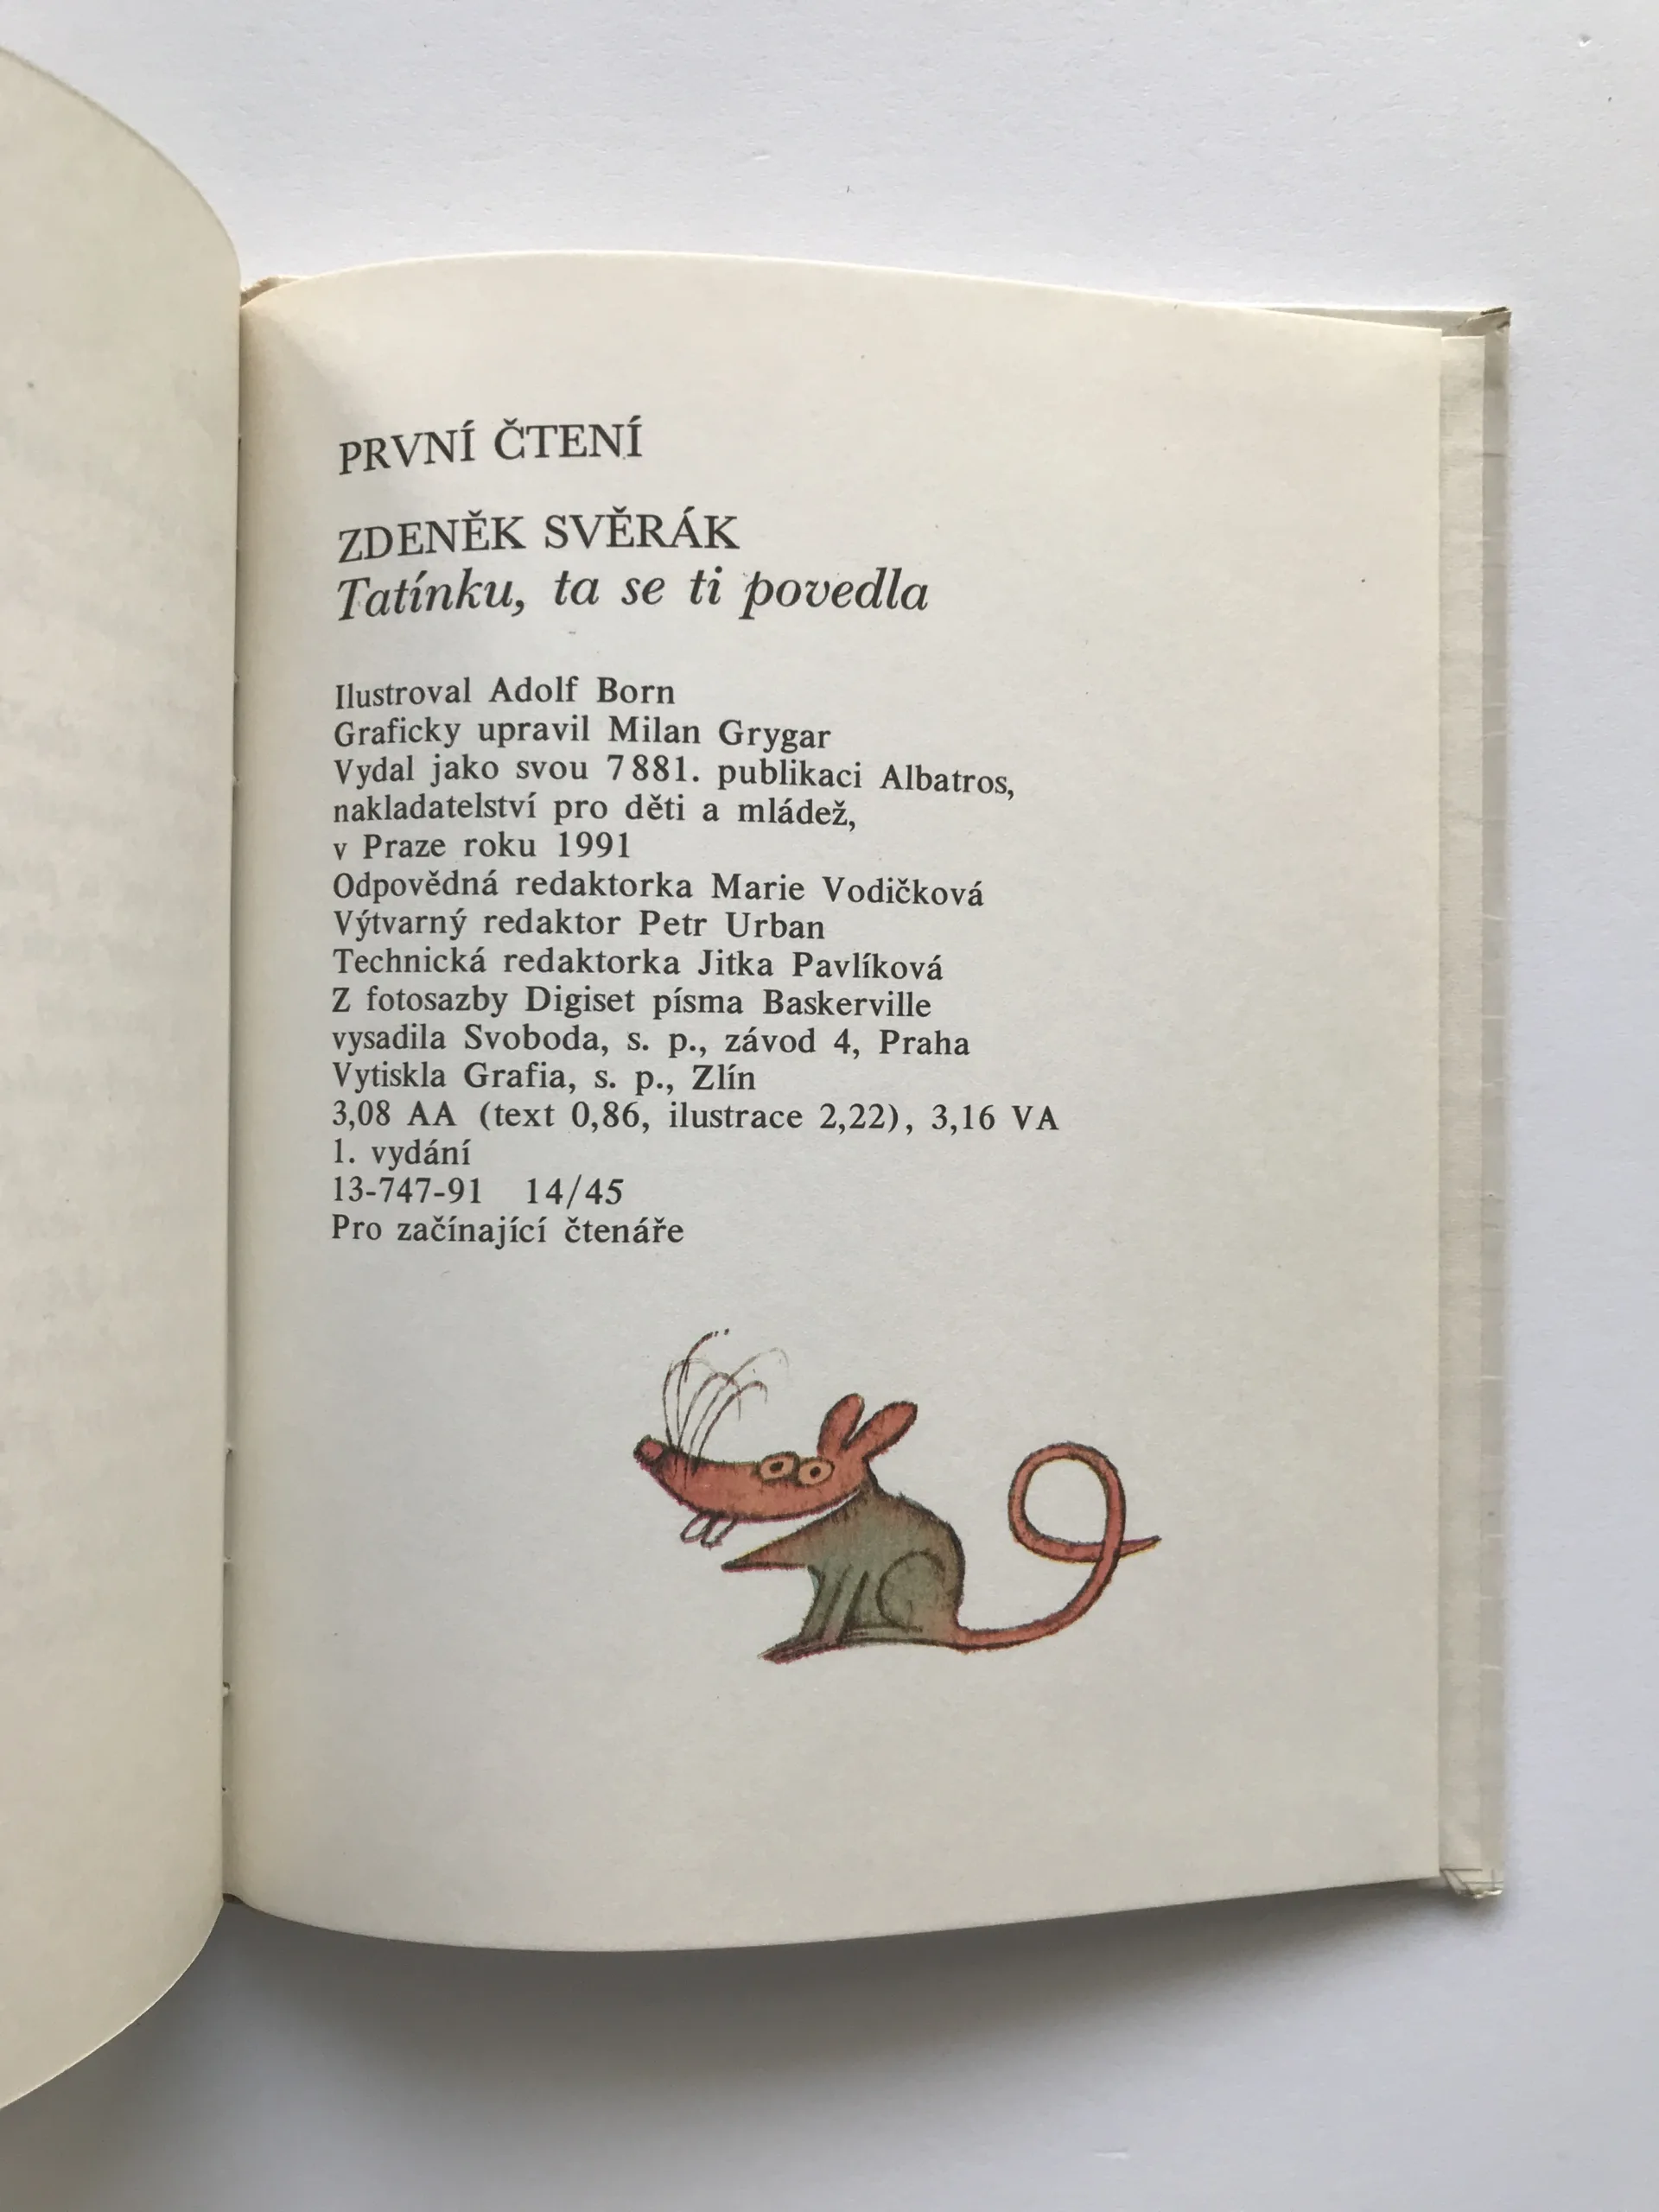 PRVNÍ ČTENÍ
ZDENĚK SVĚRÁK
Tatínku, ta se ti povedla
Ilustroval Adolf Born
Graficky upravil Milan Grygar
Vydal jako svou 7 881. publikaci Albatros,
nakladatelství pro děti a mládež,
v Praze roku 1991
Odpovědná redaktorka Marie Vodičková
Výtvarný redaktor Petr Urban
Technická redaktorka Jitka Pavlíková
Z fotosazby Digiset písma Baskerville
vysadila Svoboda, s. p., závod 4, Praha
Vytiskla Grafia, s. p., Zlín
3,08 AA (text 0,86, ilustrace 2,22), 3,16 VA
1. vydání
13-747-91 14/45
Pro začínající čtenáře